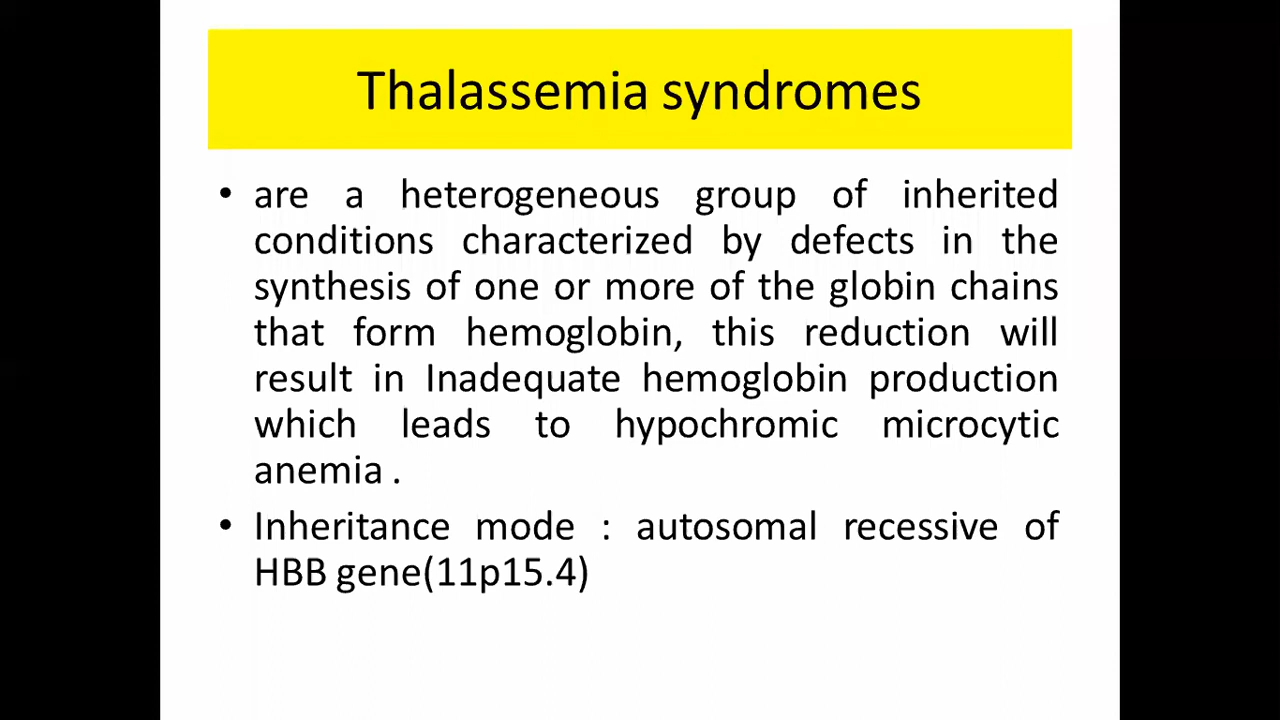 Thalassemia syndromes
• are a heterogeneous group of inherited
conditions characterized by defects in the
synthesis of one or more of the globin chains
that form hemoglobin, this reduction will
result in Inadequate hemoglobin production
which leads to hypochromic microcytic
anemia .
• Inheritance mode : autosomal recessive of
HBB gene(11p15.4)